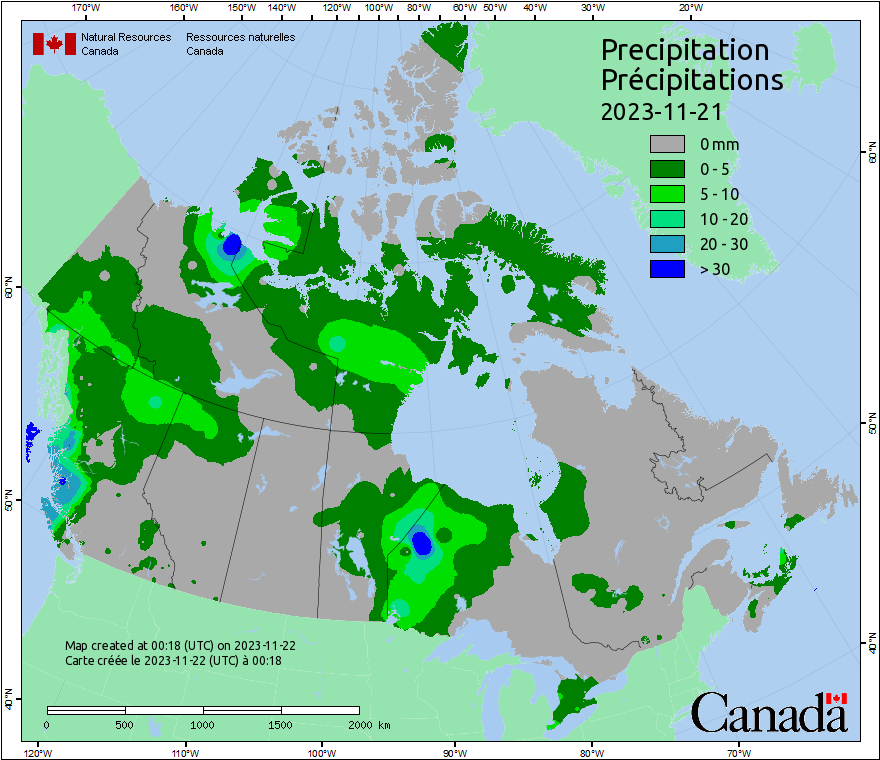 170°W 160°W 150°W 140°W 130°W 120°W 110°W 100°W 90°W 80°W 70°W 60°W 50°W 40°W 30°W 20°W
Natural Resources Ressources naturelles
Canada Canada
Precipitation
Précipitations
2023-11-21
0 mm
0 - 5
5 - 10
10 - 20
20 - 30
> 30
60°N
60°N
50°N
50°N
40°N
40°N
Map created at 00:18 (UTC) on 2023-11-22
Carte créée le 2023-11-22 (UTC) à 00:18
0 500 1000 1500 2000 km
Canada
120°W 110°W 100°W 90°W 80°W 70°W